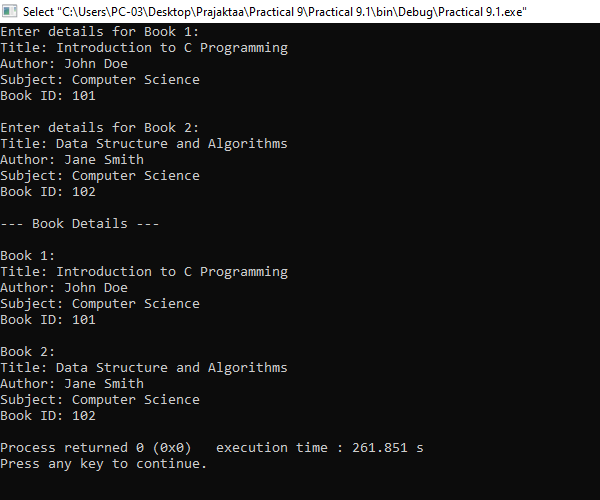 Select "C:\Users\PC-03\Desktop\Prajaktaa\Practical 9\Practical 9.1\bin\Debug\Practical 9.1.exe"
Enter details for Book 1:
Title: Introduction to C Programming
Author: John Doe
Subject: Computer Science
Book ID: 101
Enter details for Book 2:
Title: Data Structure and Algorithms
Author: Jane Smith
Subject: Computer Science
Book ID: 102
--- Book Details ---
Book 1:
Title: Introduction to C Programming
Author: John Doe
Subject: Computer Science
Book ID: 101
Book 2:
Title: Data Structure and Algorithms
Author: Jane Smith
Subject: Computer Science
Book ID: 102
Process returned 0 (0x0)   execution time : 261.851 s
Press any key to continue.